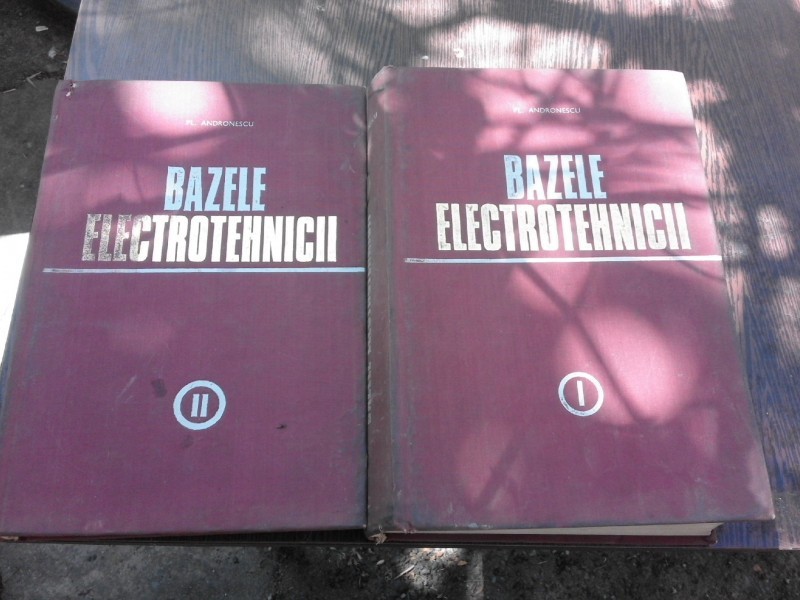 PL. ANDRONESCU
BAZELE
ELECTROTEHNICII
II
PL. ANDRONESCU
BAZELE
ELECTROTEHNICII
I